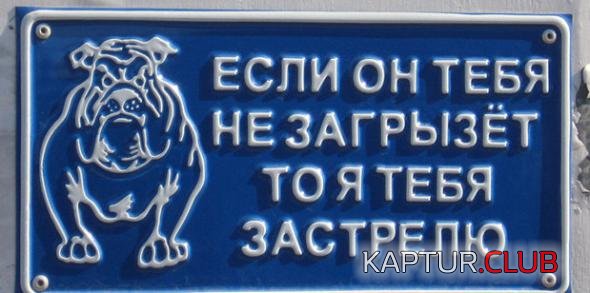 ЕСЛИ ОН ТЕБЯ
НЕ ЗАГРЫЗЁТ
ТО Я ТЕБЯ
ЗАСТРЕЛЮ
KAPTUR.CLUB